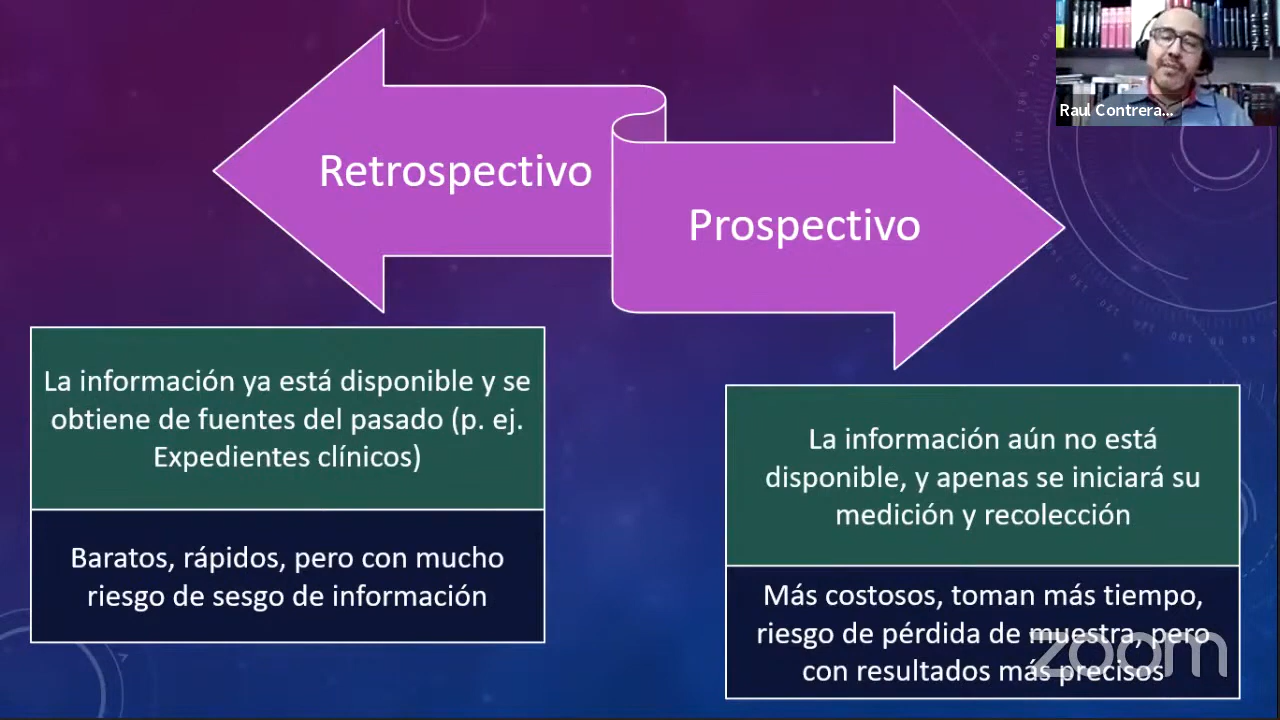 Raul Contrera...
Retrospectivo
Prospectivo
La información ya está disponible y se
obtiene de fuentes del pasado (p. ej.
Expedientes clínicos)
Baratos, rápidos, pero con mucho
riesgo de sesgo de información
La información aún no está
disponible, y apenas se iniciará su
medición y recolección
Más costosos, toman más tiempo,
riesgo de pérdida de muestra, pero
con resultados más precisos
zoom